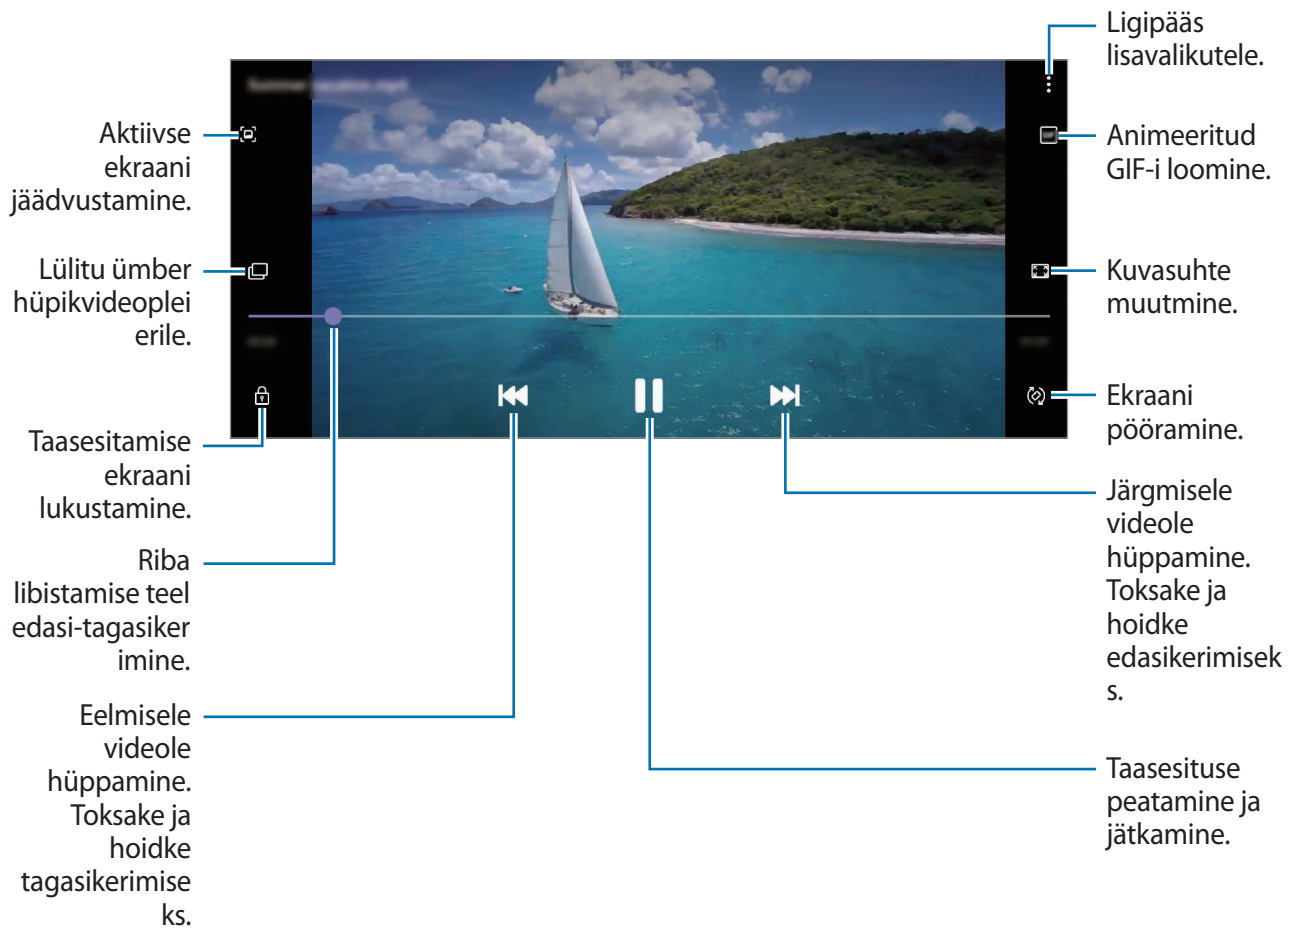 Ligipääs
lisavalikutele.
Aktiivse
ekraani
jäädvustamine.
Animeeritud
GIF-i loomine.
Lülitu ümber
hüpikvideoplei
erile.
Kuvasuhte
muutmine.
Taasesitamise
ekraani
lukustamine.
Ekraani
pööramine.
Riba
libistamise teel
edasi-tagasiker
imine.
Järgmisele
videole
hüppamine.
Toksake ja
hoidke
edasikerimisek
s.
Eelmisele
videole
hüppamine.
Toksake ja
hoidke
tagasikerimise
ks.
Taasesituse
peatamine ja
jätkamine.